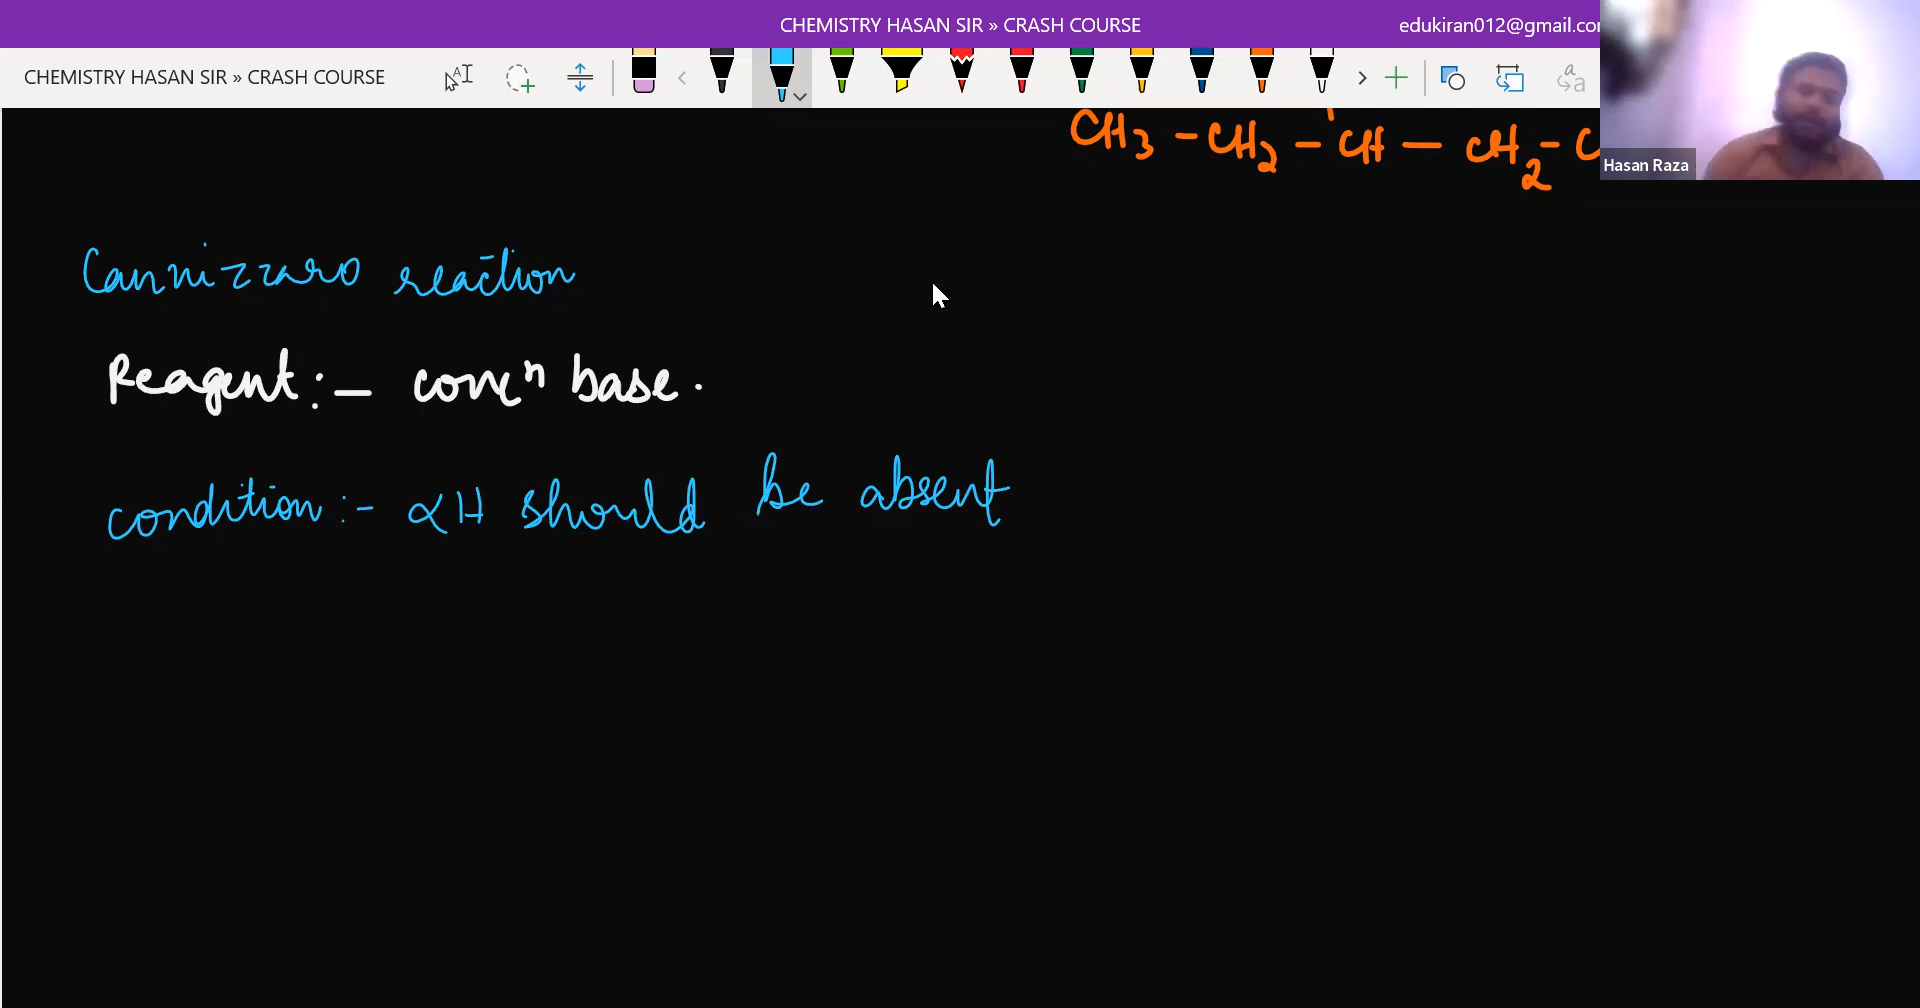 CHEMISTRY HASAN SIR » CRASH COURSE
edukiran012@gmail.co
CHEMISTRY HASAN SIR » CRASH COURSE
Hasan Raza
CH3 - CH2 - CH - CH2 - C
Cannizzaro reaction
Reagent :- concⁿ base.
condition :- αH should be absent